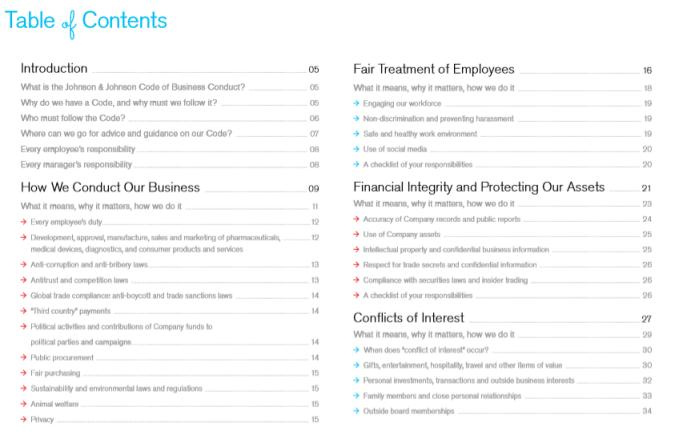 Table of Contents
Introduction 05
What is the Johnson & Johnson Code of Business Conduct? 05
Why do we have a Code, and why must we follow it? 05
Who must follow the Code? 06
Where can we go for advice and guidance on our Code? 07
Every employee's responsibility 08
Every manager's responsibility 08
How We Conduct Our Business 09
What it means, why it matters, how we do it 11
→ Every employee's duty 12
→ Development, approval, manufacture, sales and marketing of pharmaceuticals, 12
medical devices, diagnostics, and consumer products and services
→ Anti-corruption and anti-bribery laws 13
→ Antitrust and competition laws 13
→ Global trade compliance: anti-boycott and trade sanctions laws 14
→ "Third country" payments 14
→ Political activities and contributions of Company funds to
political parties and campaigns 14
→ Public procurement 14
→ Fair purchasing 15
→ Sustainability and environmental laws and regulations 15
→ Animal welfare 15
→ Privacy 15
Fair Treatment of Employees 16
What it means, why it matters, how we do it 18
→ Engaging our workforce 19
→ Non-discrimination and preventing harassment 19
→ Safe and healthy work environment 19
→ Use of social media 20
→ A checklist of your responsibilities 20
Financial Integrity and Protecting Our Assets 21
What it means, why it matters, how we do it 23
→ Accuracy of Company records and public reports 24
→ Use of Company assets 25
→ Intellectual property and confidential business information 25
→ Respect for trade secrets and confidential information 26
→ Compliance with securities laws and insider trading 26
→ A checklist of your responsibilities 26
Conflicts of Interest 27
What it means, why it matters, how we do it 29
→ When does "conflict of interest" occur? 30
→ Gifts, entertainment, hospitality, travel and other items of value 30
→ Personal investments, transactions and outside business interests 32
→ Family members and close personal relationships 33
→ Outside board memberships 34